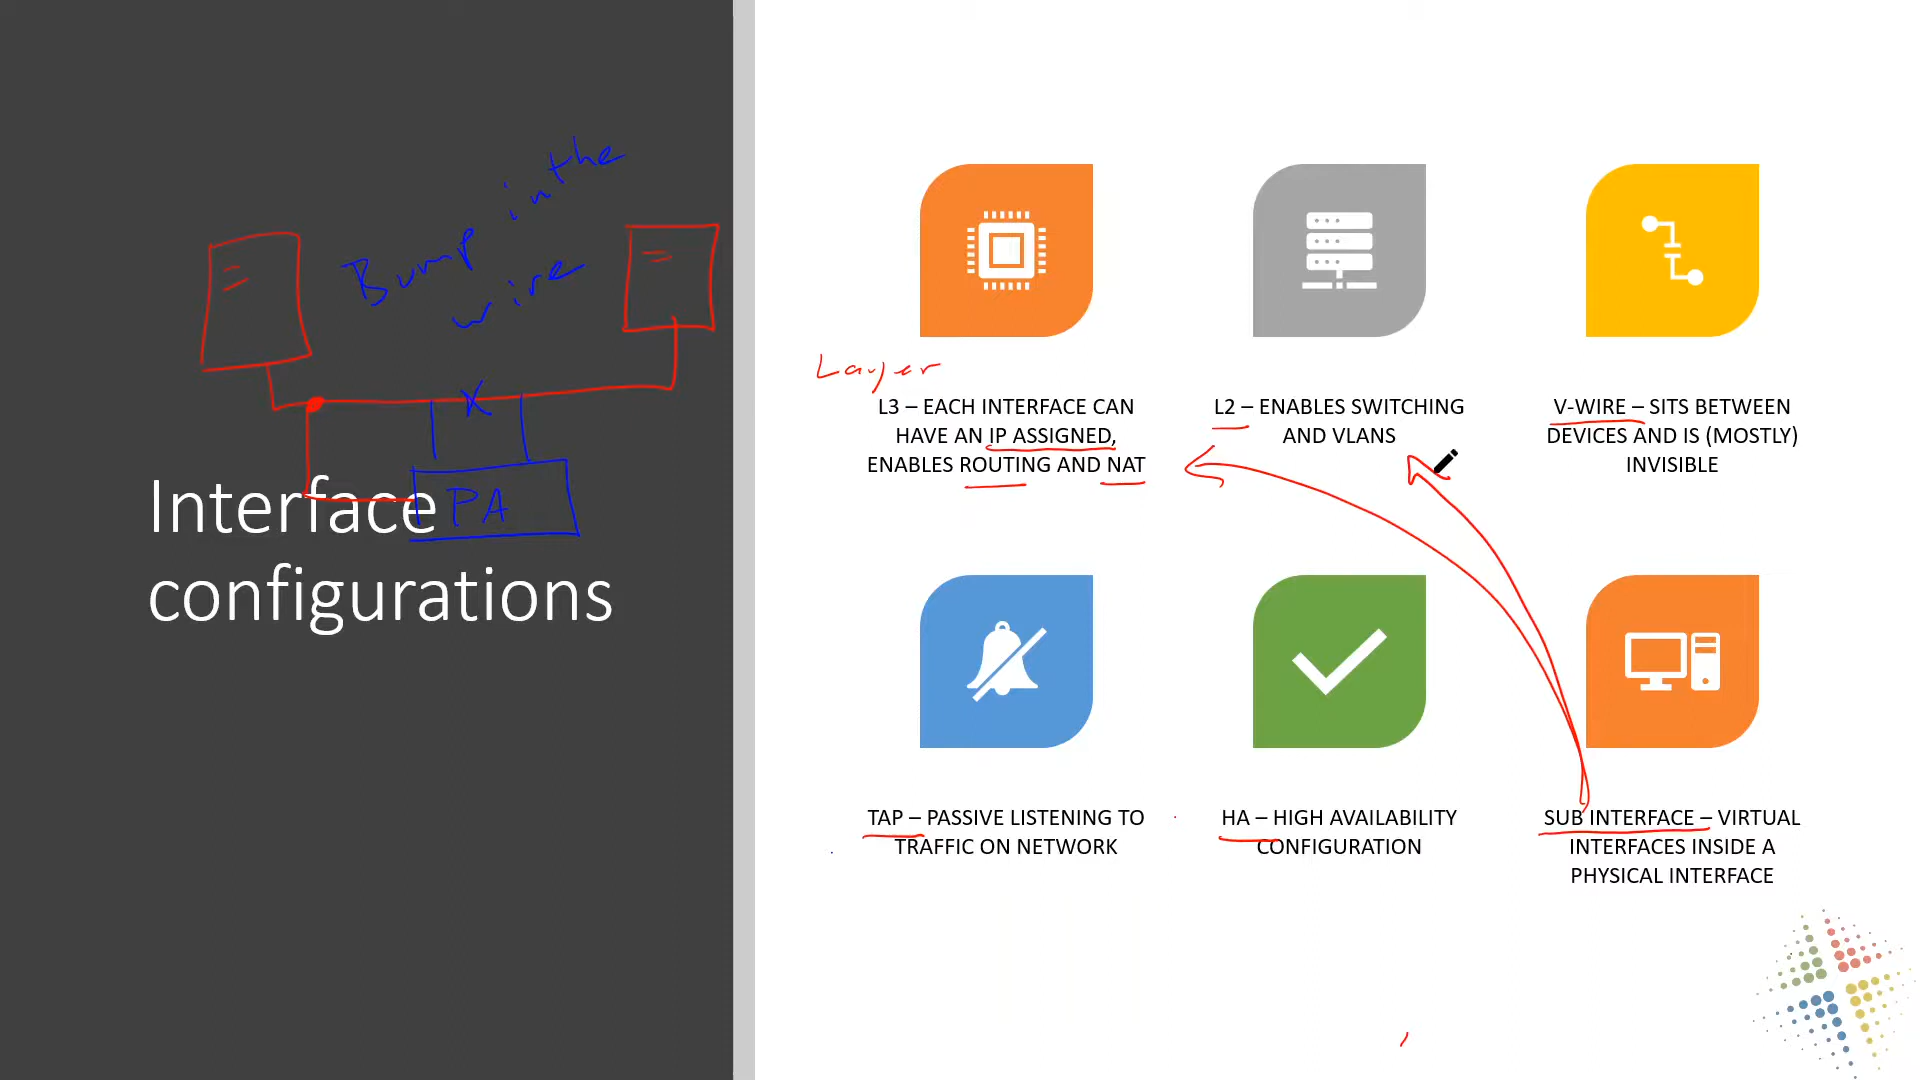 Bump in the
wire
PA
Interface
configurations
Layer
L3 – EACH INTERFACE CAN
HAVE AN IP ASSIGNED,
ENABLES ROUTING AND NAT
L2 – ENABLES SWITCHING
AND VLANS
V-WIRE – SITS BETWEEN
DEVICES AND IS (MOSTLY)
INVISIBLE
TAP – PASSIVE LISTENING TO
TRAFFIC ON NETWORK
HA – HIGH AVAILABILITY
CONFIGURATION
SUB INTERFACE – VIRTUAL
INTERFACES INSIDE A
PHYSICAL INTERFACE